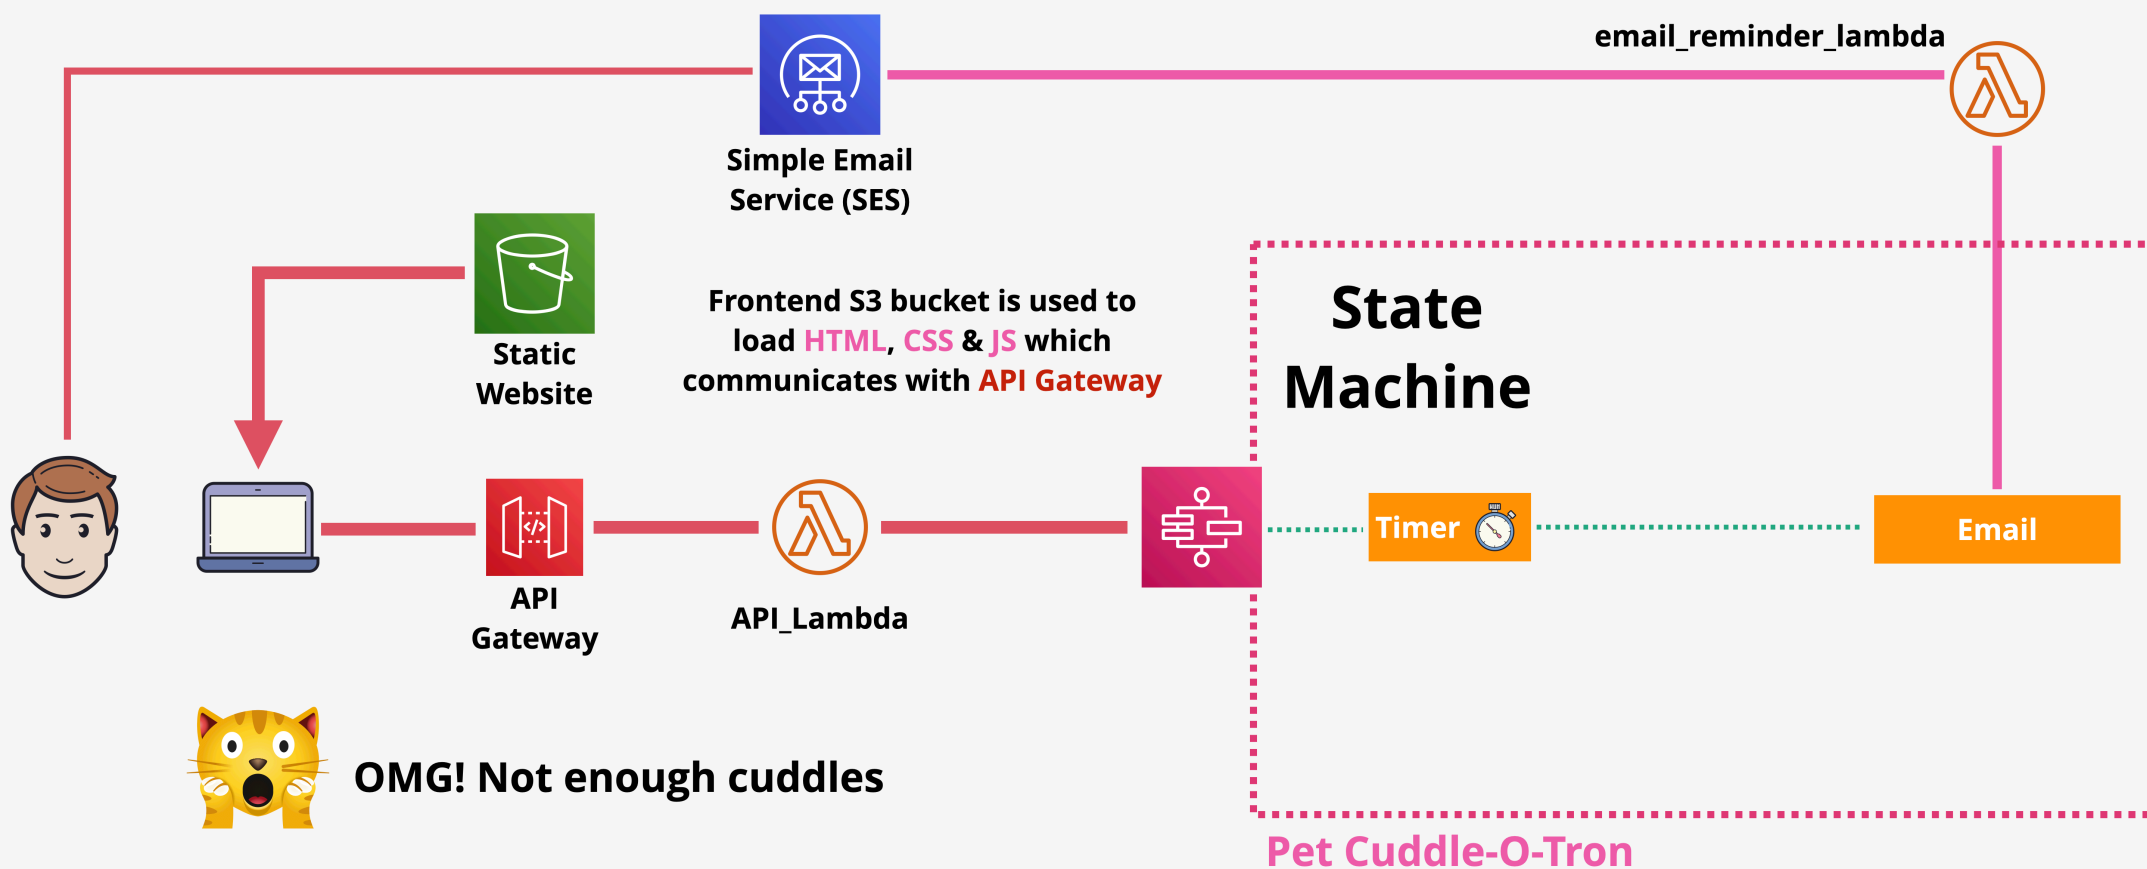 email_reminder_lambda
Simple Email
Service (SES)
Frontend S3 bucket is used to
load HTML, CSS & JS which
communicates with API Gateway
Static
Website
State
Machine
Timer
Email
API
Gateway
API_Lambda
OMG! Not enough cuddles
Pet Cuddle-O-Tron